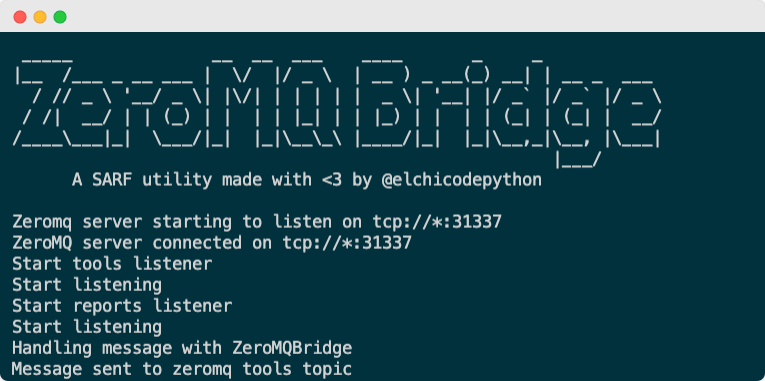 ZeroMQ Bridge
A SARF utility made with <3 by @elchicodepython
Zeromq server starting to listen on tcp://*:31337
ZeroMQ server connected on tcp://*:31337
Start tools listener
Start listening
Start reports listener
Start listening
Handling message with ZeroMQBridge
Message sent to zeromq tools topic